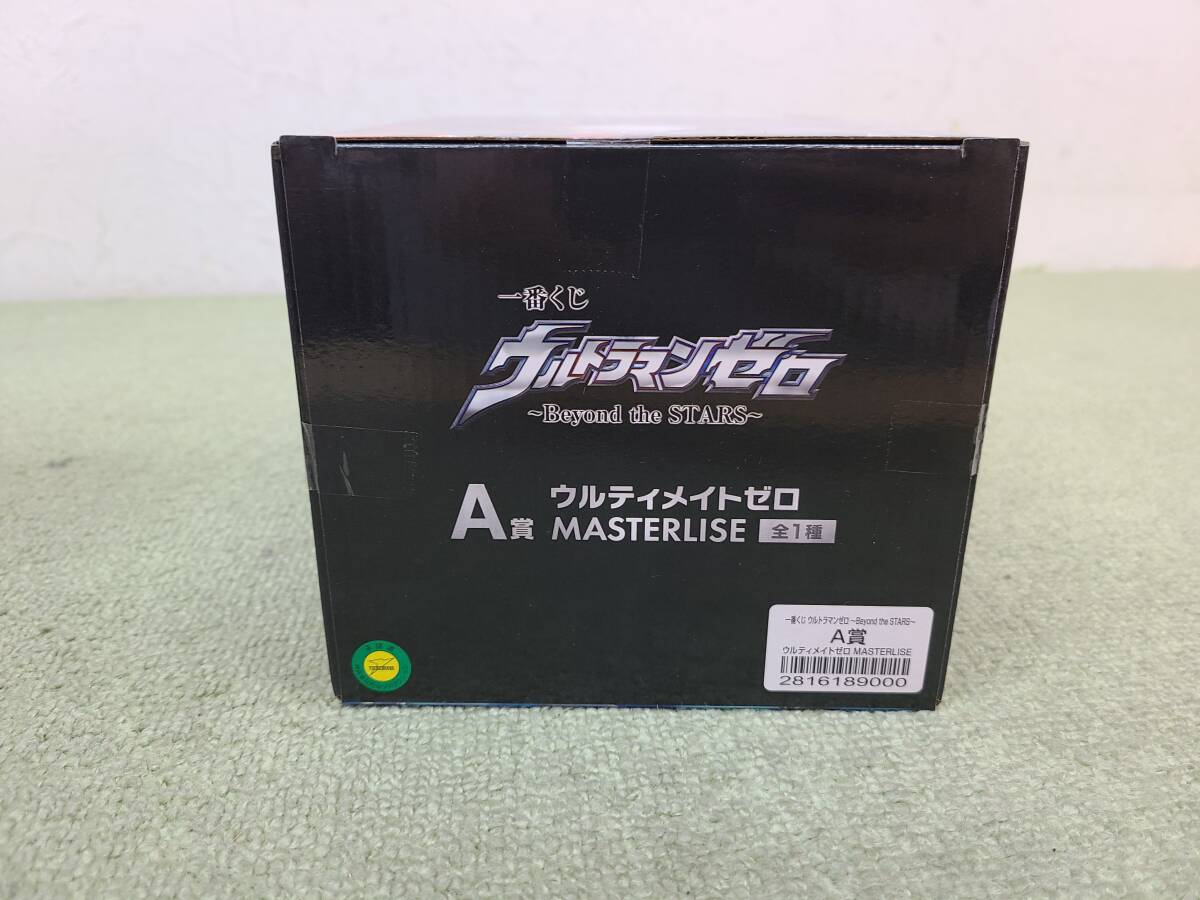 一番くじ
ウルトラマンゼロ
~Beyond the STARS~
A賞
ウルティメイトゼロ
MASTERLISE 全1種
一番くじ ウルトラマンゼロ ~Beyond the STARS~
A賞
ウルティメイトゼロ MASTERLISE
2816189000